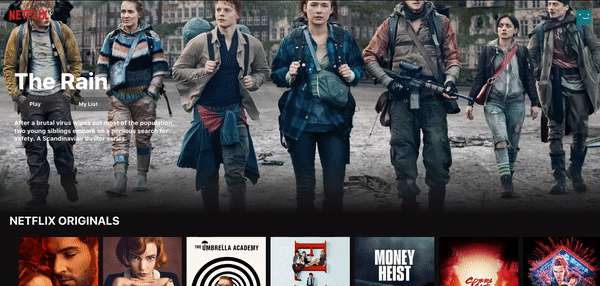 NETFLIX
The Rain
Play
My List
After a brutal virus wipes out most of the population,
two young siblings embark on a perilous search for
safety. A Scandinavian thriller series.
NETFLIX ORIGINALS
THE UMBRELLA ACADEMY
MONEY
HEIST
COBRA